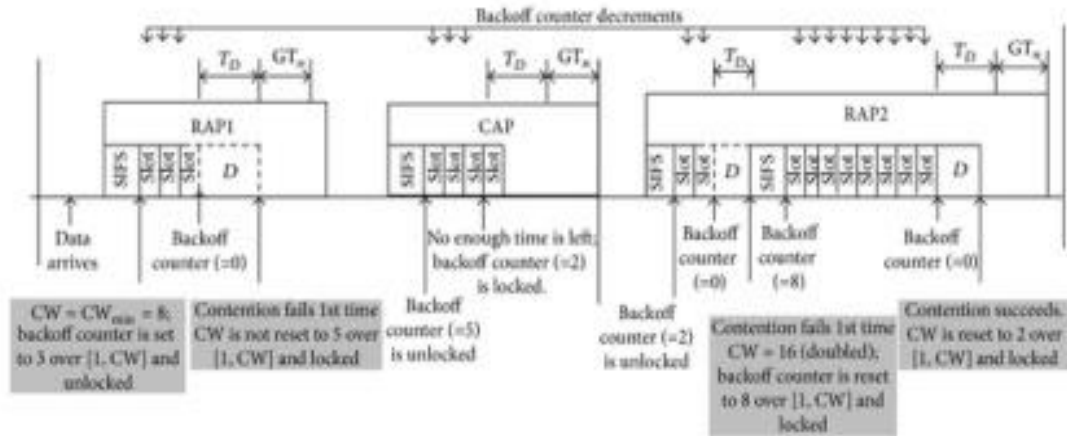 Backoff counter decrements
T_D GT_n
T_D GT_n
T_D
T_D GT_n
RAP1
CAP
RAP2
SIFS Slot Slot Slot D
SIFS Slot Slot Slot Slot
SIFS Slot Slot D SIFS Slot Slot Slot Slot Slot Slot Slot Slot D
Data
arrives
Backoff
counter (=0)
No enough time is left;
backoff counter (=2)
is locked.
Backoff
counter (=5)
is unlocked
Backoff
counter (=2)
is unlocked
Backoff
counter
(=0)
Backoff
counter
(=8)
Backoff
counter (=0)
CW = CW_min = 8;
backoff counter is set
to 3 over [1, CW] and
unlocked
Contention fails 1st time
CW is not reset to 5 over
[1, CW] and locked
Contention fails 1st time
CW = 16 (doubled);
backoff counter is reset
to 8 over [1, CW] and
locked
Contention succeeds.
CW is reset to 2 over
[1, CW] and locked